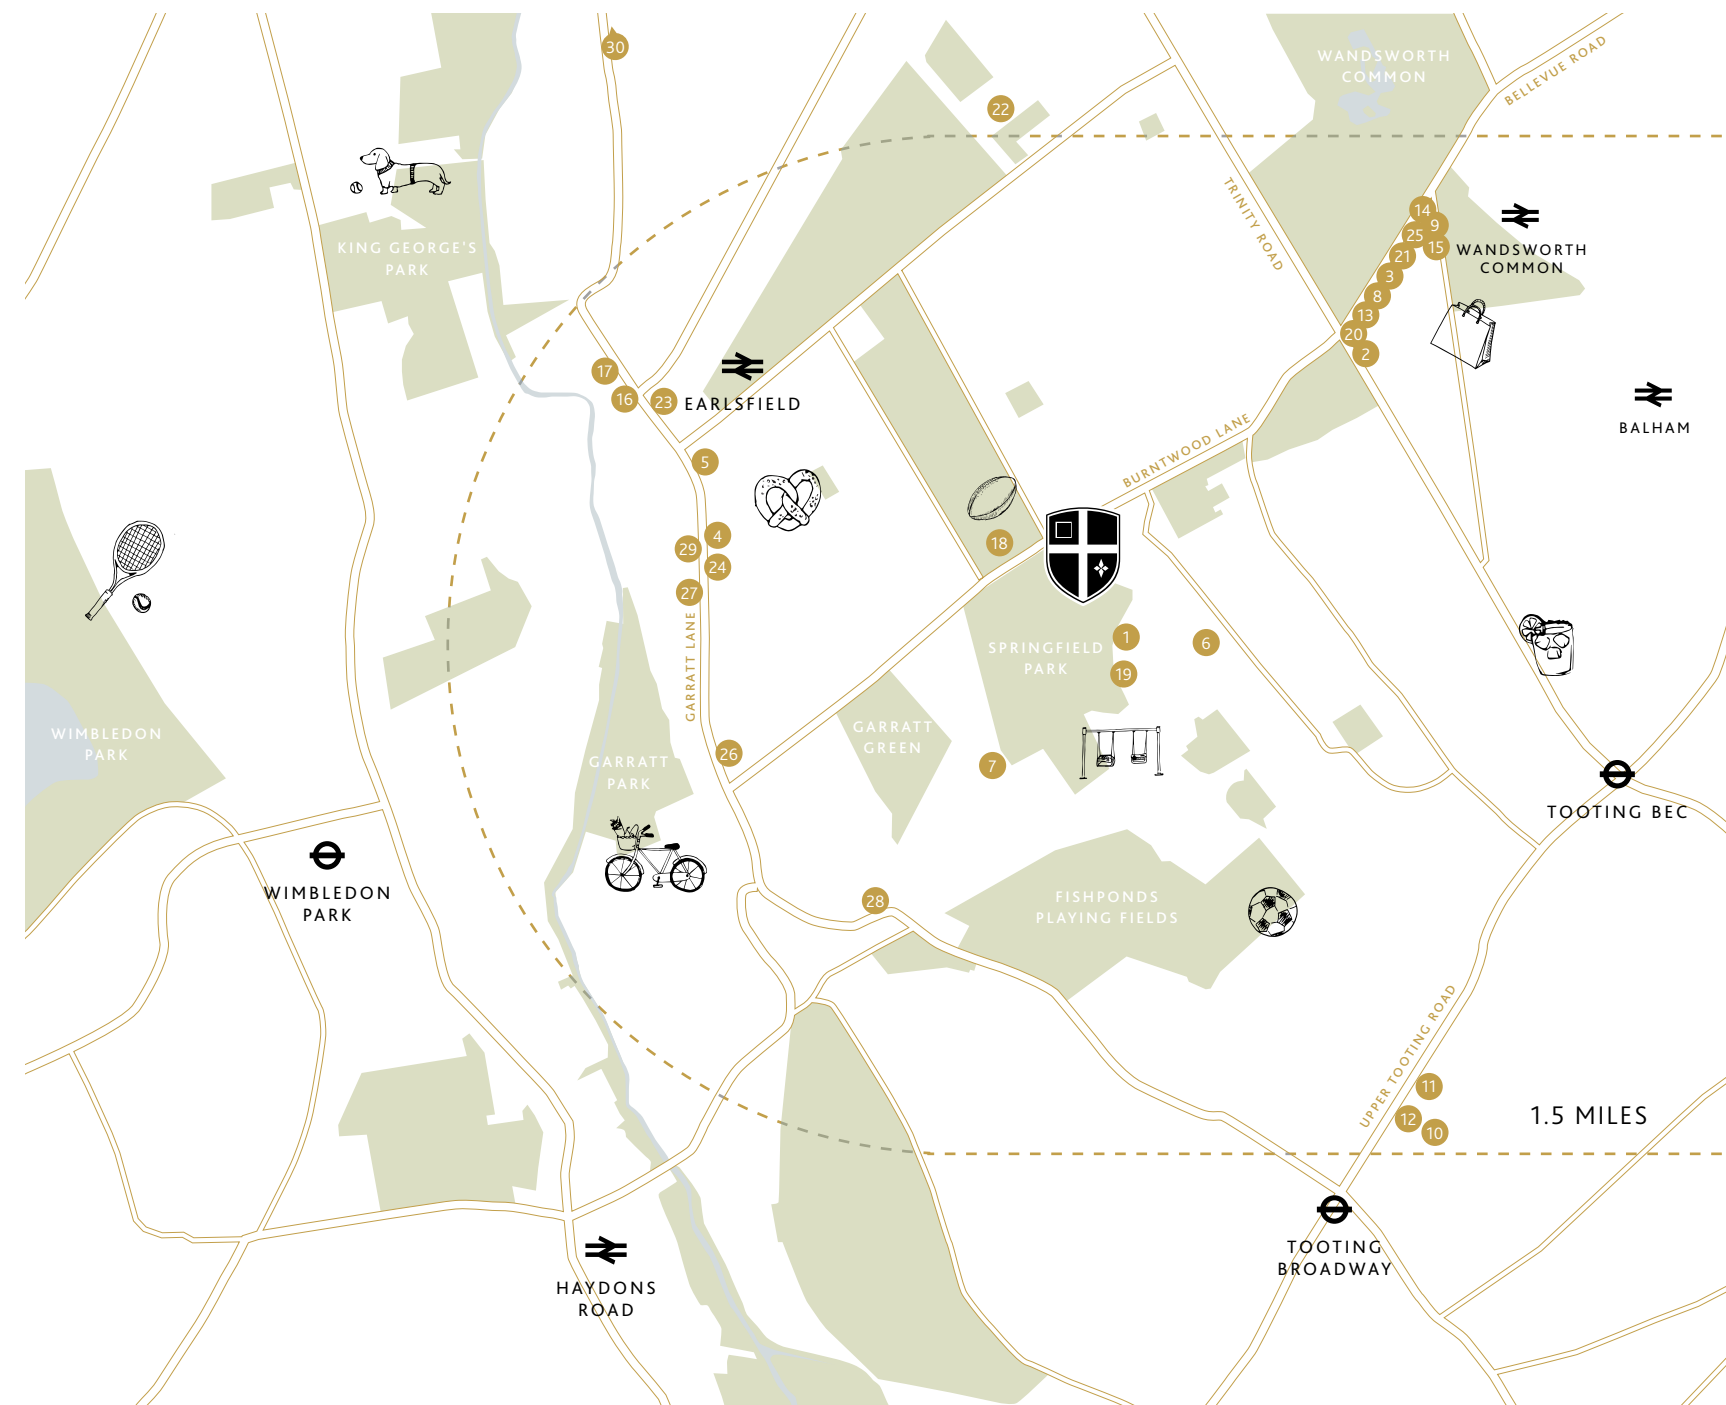 30
WANDSWORTH
COMMON
BELLEVUE ROAD
22
TRINITY ROAD
14
9
25
15
21
3
8
13
20
2
WANDSWORTH
COMMON
KING GEORGE'S
PARK
17
16
23
EARLSFIELD
BALHAM
5
BURNTWOOD LANE
4
29
24
27
18
GARRATT LANE
1
6
SPRINGFIELD
PARK
19
WIMBLEDON
PARK
GARRATT
GREEN
26
7
GARRATT
PARK
TOOTING BEC
WIMBLEDON
PARK
28
FISHPONDS
PLAYING FIELDS
UPPER TOOTING ROAD
11
12
10
1.5 MILES
TOOTING
BROADWAY
HAYDONS
ROAD